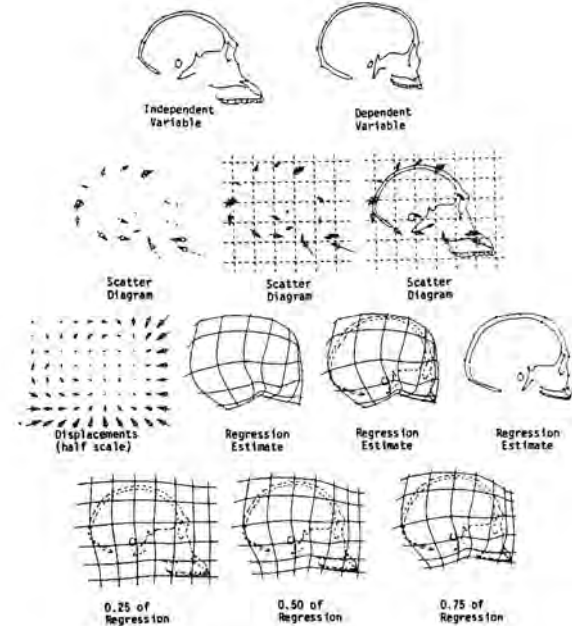 Independent
Variable
Dependent
Variable
Scatter
Diagram
Scatter
Diagram
Scatter
Diagram
Displacements
(half scale)
Regression
Estimate
Regression
Estimate
Regression
Estimate
0.25 of
Regression
0.50 of
Regression
0.75 of
Regression